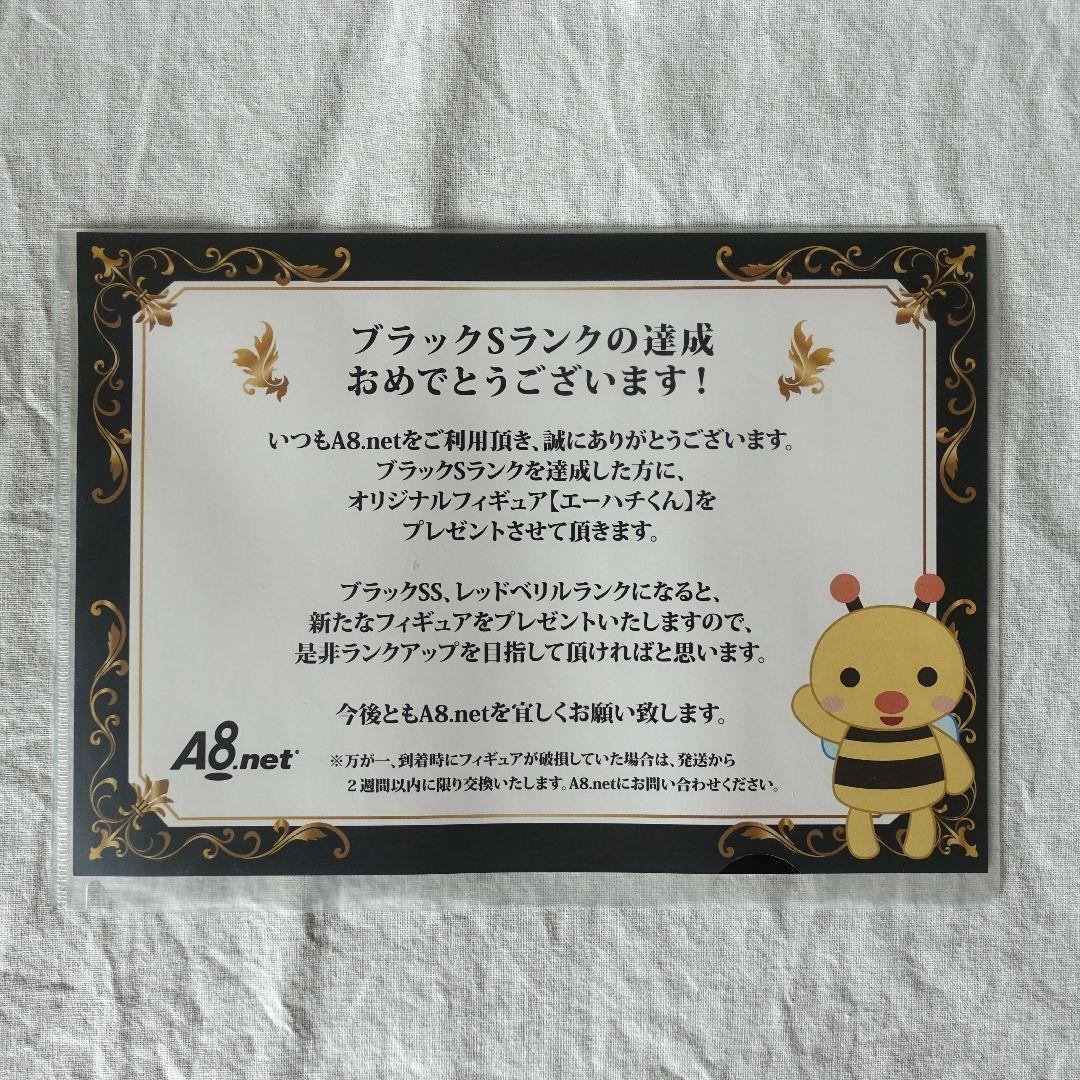 ブラックSランクの達成
おめでとうございます！
いつもA8.netをご利用頂き、誠にありがとうございます。
ブラックSランクを達成した方に、
オリジナルフィギュア【エーハチくん】を
プレゼントさせて頂きます。
ブラックSS、レッドベリルランクになると、
新たなフィギュアをプレゼントいたしますので、
是非ランクアップを目指して頂ければと思います。
今後ともA8.netを宜しくお願い致します。
A8.net
※万が一、到着時にフィギュアが破損していた場合は、発送から
２週間以内に限り交換いたします。A8.netにお問い合わせください。